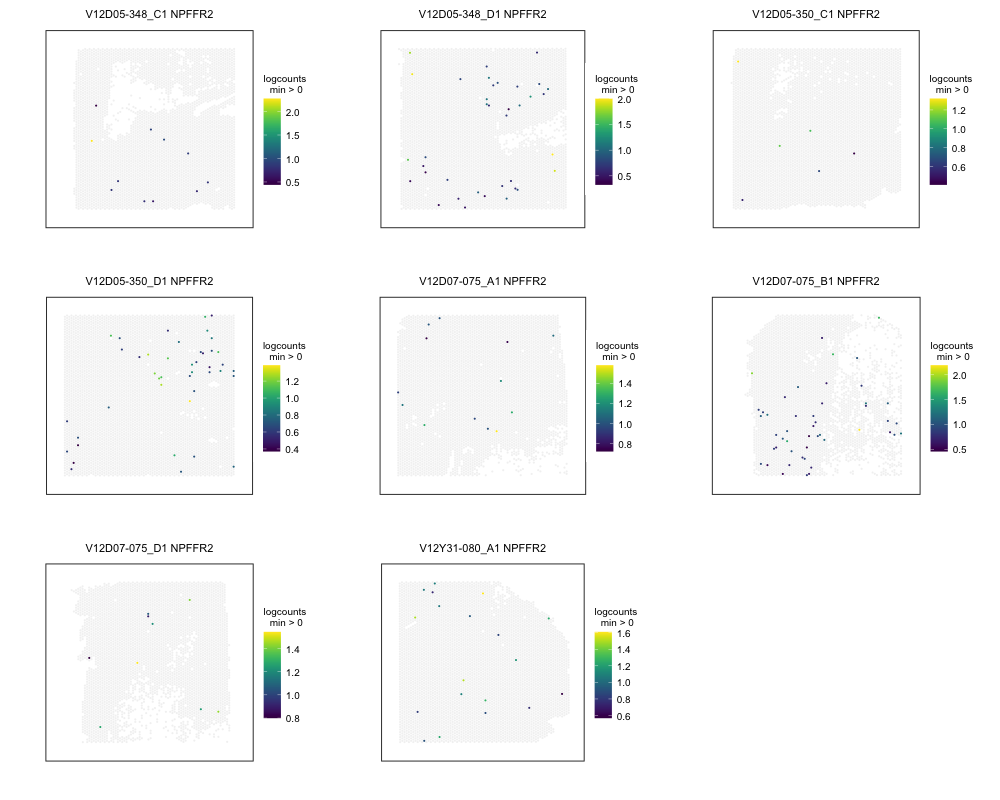 V12D05-348_C1 NPFFR2
logcounts
min > 0
2.0
1.5
1.0
0.5
V12D05-348_D1 NPFFR2
logcounts
min > 0
2.0
1.5
1.0
0.5
V12D05-350_C1 NPFFR2
logcounts
min > 0
1.2
1.0
0.8
0.6
V12D05-350_D1 NPFFR2
logcounts
min > 0
1.2
1.0
0.8
0.6
0.4
V12D07-075_A1 NPFFR2
logcounts
min > 0
1.4
1.2
1.0
0.8
V12D07-075_B1 NPFFR2
logcounts
min > 0
2.0
1.5
1.0
0.5
V12D07-075_D1 NPFFR2
logcounts
min > 0
1.4
1.2
1.0
0.8
V12Y31-080_A1 NPFFR2
logcounts
min > 0
1.6
1.4
1.2
1.0
0.8
0.6